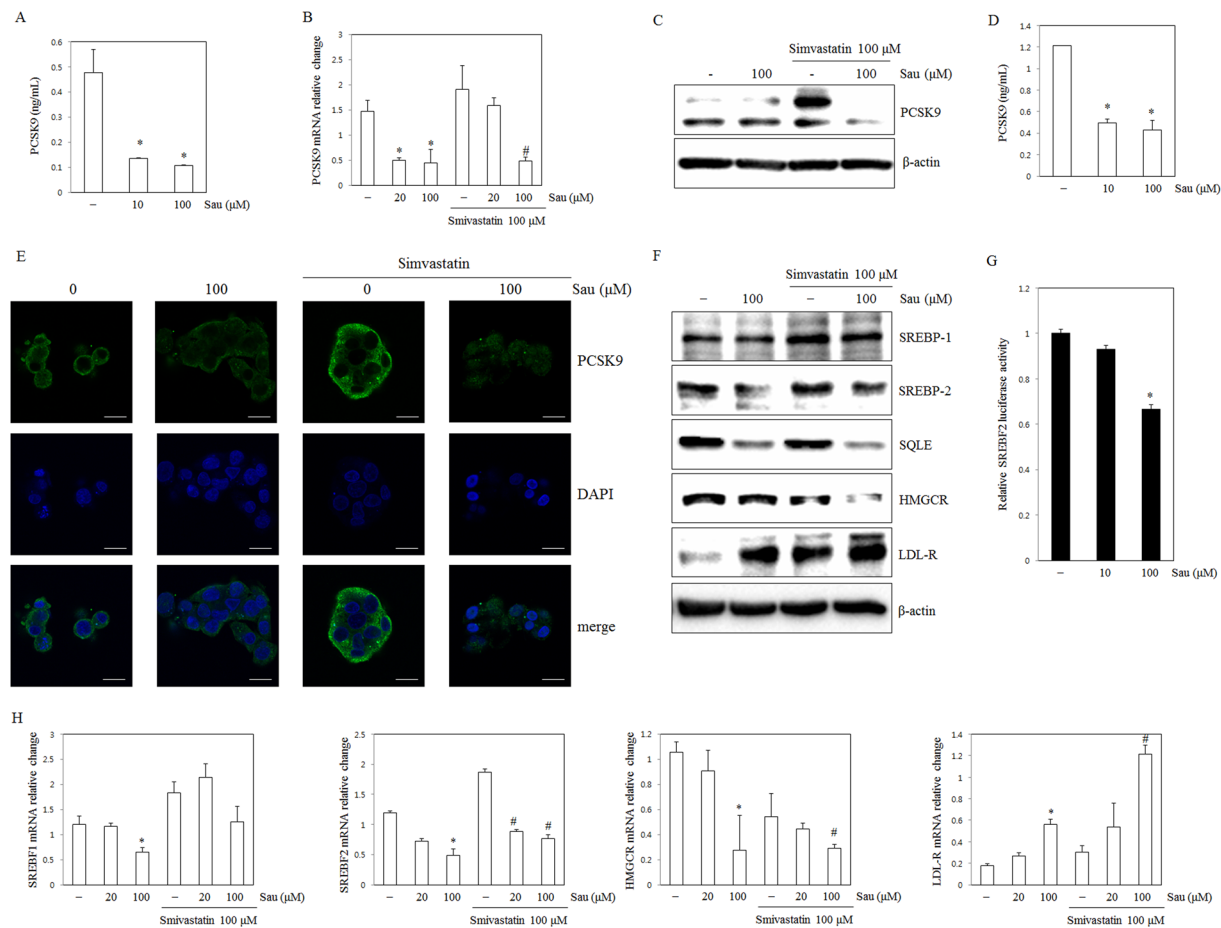 A
PCSK9 (ng/mL)
0.6
0.5
0.4
0.3
0.2
0.1
0
*
*
– 10 100 Sau (μM)
B
PCSK9 mRNA relative change
3
2.5
2
1.5
1
0.5
0
* * #
– 20 100 – 20 100 Sau (μM)
Smivastatin 100 μM
C
Simvastatin 100 μM
- 100 - 100 Sau (μM)
PCSK9
β-actin
D
PCSK9 (ng/mL)
1.4
1.2
1
0.8
0.6
0.4
0.2
0
* *
– 10 100 Sau (μM)
E
Simvastatin
0 100 0 100 Sau (μM)
PCSK9
DAPI
merge
F
Simvastatin 100 μM
– 100 – 100 Sau (μM)
SREBP-1
SREBP-2
SQLE
HMGCR
LDL-R
β-actin
G
Relative SREBF2 luciferase activity
1.2
1
0.8
0.6
0.4
0.2
0
*
– 10 100 Sau (μM)
H
SREBF1 mRNA relative change
3
2.5
2
1.5
1
0.5
0
*
– 20 100 – 20 100 Sau (μM)
Smivastatin 100 μM
SREBF2 mRNA relative change
2.5
2
1.5
1
0.5
0
* # #
– 20 100 – 20 100 Sau (μM)
Smivastatin 100 μM
HMGCR mRNA relative change
1.2
1
0.8
0.6
0.4
0.2
0
* #
– 20 100 – 20 100 Sau (μM)
Smivastatin 100 μM
LDL-R mRNA relative change
1.4
1.2
1
0.8
0.6
0.4
0.2
0
* #
– 20 100 – 20 100 Sau (μM)
Smivastatin 100 μM